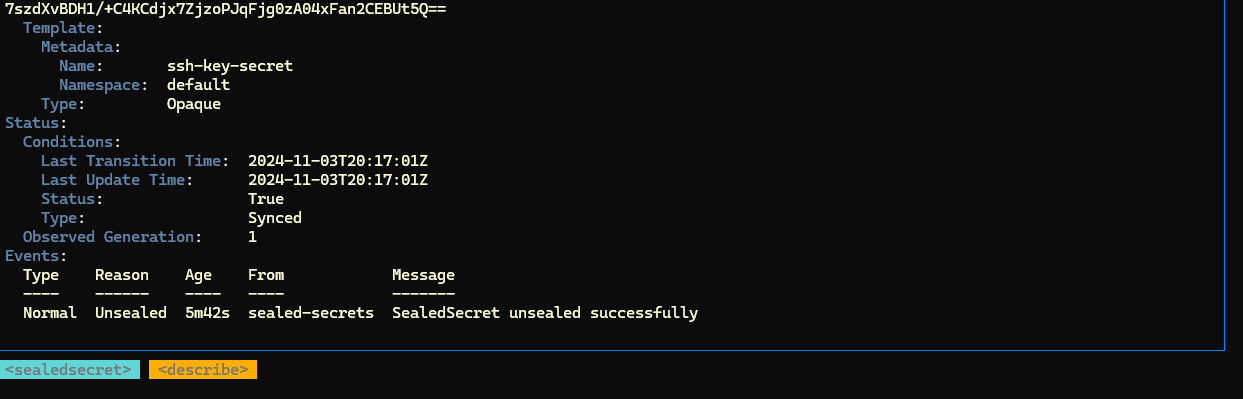 7szdXvBDH1/+C4KCdjx7ZjzoPJqFjg0zA04xFan2CEBUt5Q==
  Template:
    Metadata:
      Name:       ssh-key-secret
      Namespace:  default
    Type:         Opaque
Status:
  Conditions:
    Last Transition Time:  2024-11-03T20:17:01Z
    Last Update Time:      2024-11-03T20:17:01Z
    Status:                True
    Type:                  Synced
  Observed Generation:     1
Events:
  Type    Reason    Age   From            Message
  ----    ------    ----  ----            -------
  Normal  Unsealed  5m42s  sealed-secrets  SealedSecret unsealed successfully
<sealedsecret> <describe>